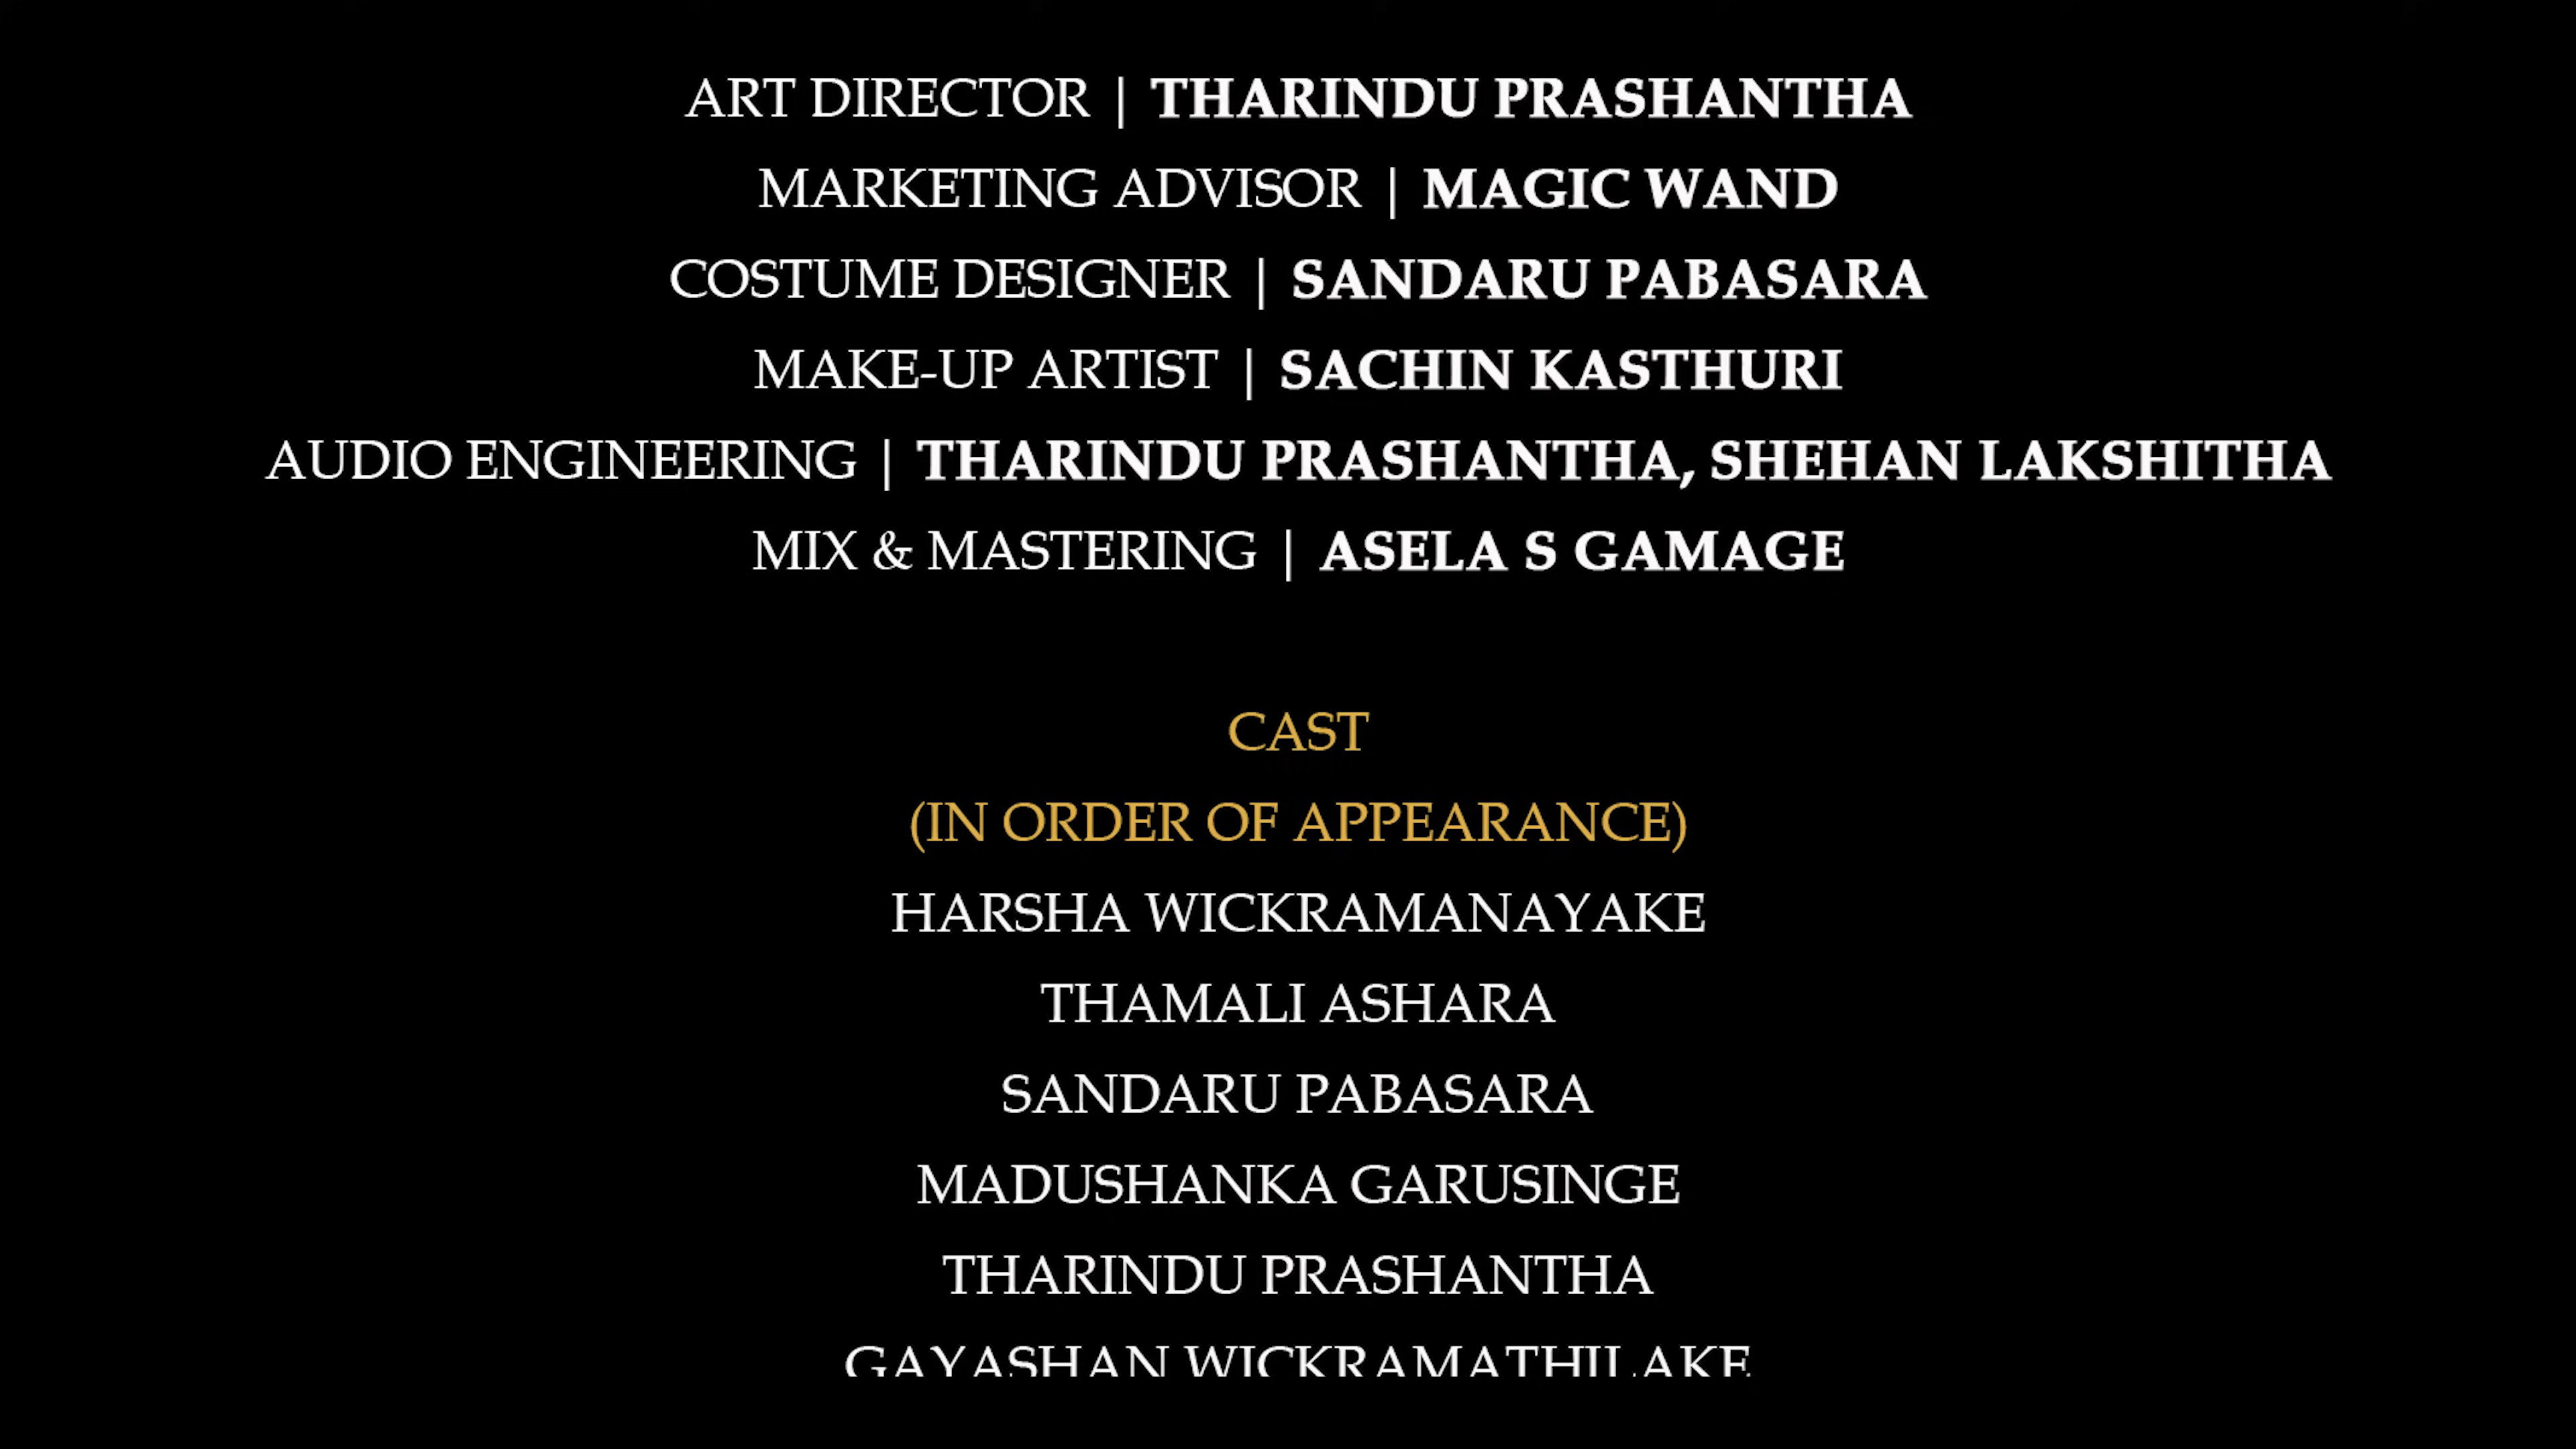 ART DIRECTOR | THARINDU PRASHANTHA
MARKETING ADVISOR | MAGIC WAND
COSTUME DESIGNER | SANDARU PABASARA
MAKE-UP ARTIST | SACHIN KASTHURI
AUDIO ENGINEERING | THARINDU PRASHANTHA, SHEHAN LAKSHITHA
MIX & MASTERING | ASELA S GAMAGE
CAST
(IN ORDER OF APPEARANCE)
HARSHA WICKRAMANAYAKE
THAMALI ASHARA
SANDARU PABASARA
MADUSHANKA GARUSINGE
THARINDU PRASHANTHA
GAYASHAN WICKRAMATHILAKE